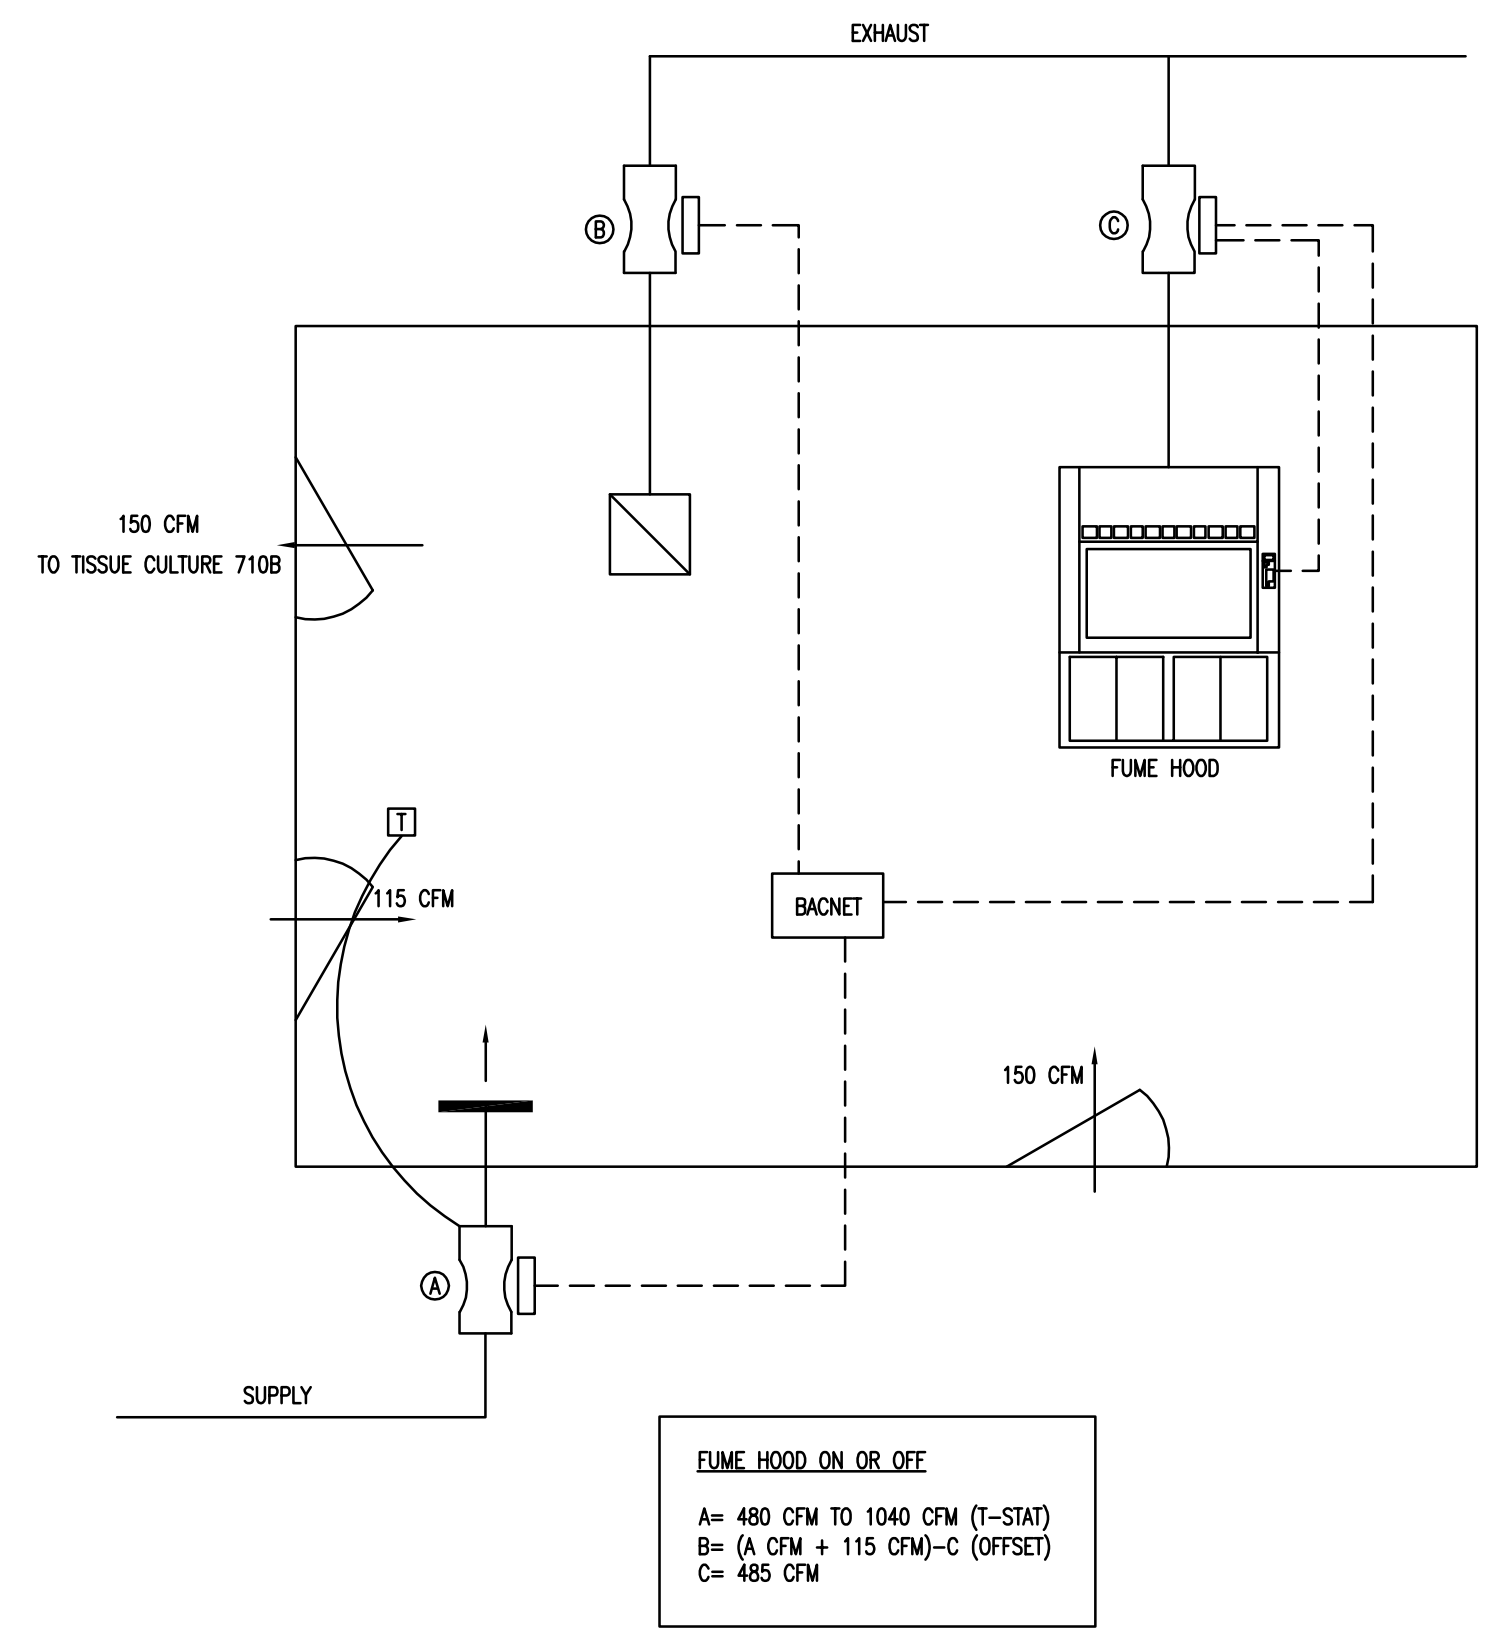 EXHAUST
B
C
150 CFM
TO TISSUE CULTURE 710B
FUME HOOD
T
115 CFM
BACNET
150 CFM
A
SUPPLY
FUME HOOD ON OR OFF
A= 480 CFM TO 1040 CFM (T-STAT)
B= (A CFM + 115 CFM)-C (OFFSET)
C= 485 CFM